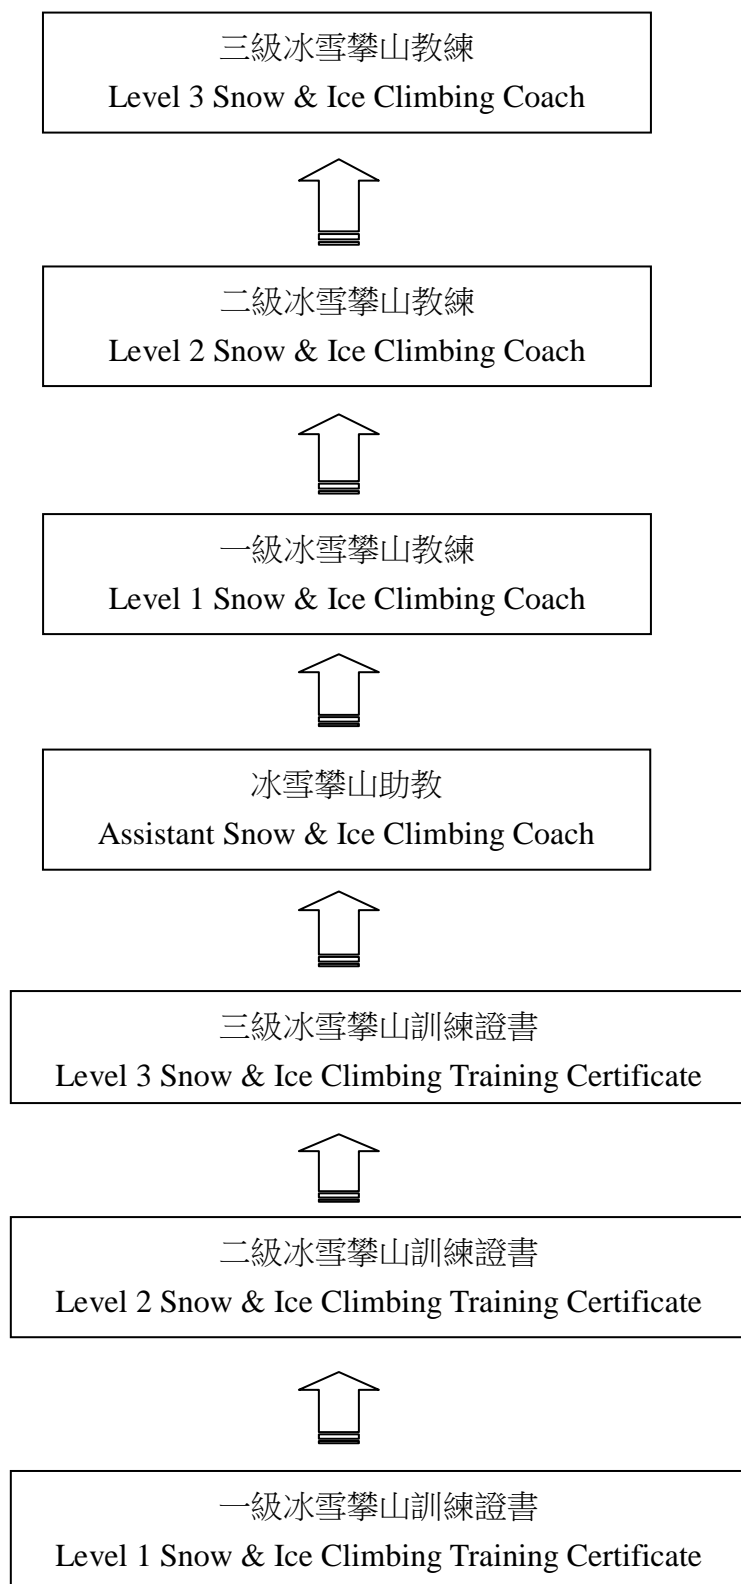 三級冰雪攀山教練
Level 3 Snow & Ice Climbing Coach
二級冰雪攀山教練
Level 2 Snow & Ice Climbing Coach
一級冰雪攀山教練
Level 1 Snow & Ice Climbing Coach
冰雪攀山助教
Assistant Snow & Ice Climbing Coach
三級冰雪攀山訓練證書
Level 3 Snow & Ice Climbing Training Certificate
二級冰雪攀山訓練證書
Level 2 Snow & Ice Climbing Training Certificate
一級冰雪攀山訓練證書
Level 1 Snow & Ice Climbing Training Certificate